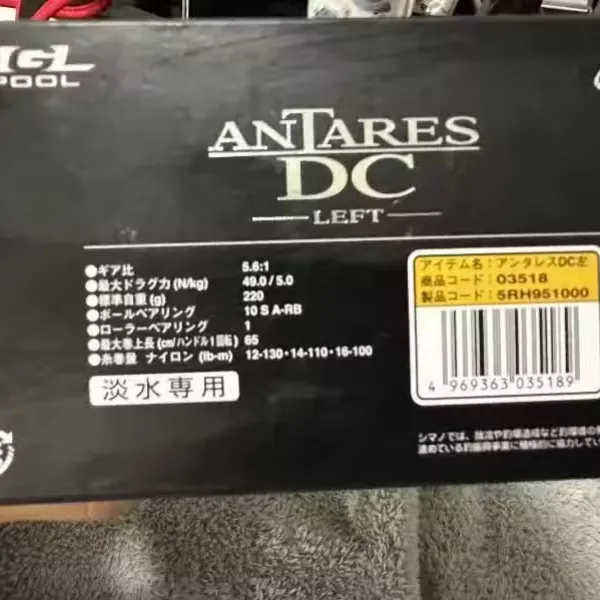 POOL
ANTARES
DC
LEFT
●ギア比 5.6:1
●最大ドラグ力 (N/kg) 49.0/5.0
●標準自重 (g) 220
●ボールベアリング 10 S A-RB
●ローラーベアリング 1
●最大巻上長 (cm/ハンドル1回転) 65
●糸巻量 ナイロン (lb-m) 12-130・14-110・16-100
淡水専用
アイテム名：アンタレスDC左
商品コード：03518
製品コード：5RH951000
4 969363 035189
シマノでは、